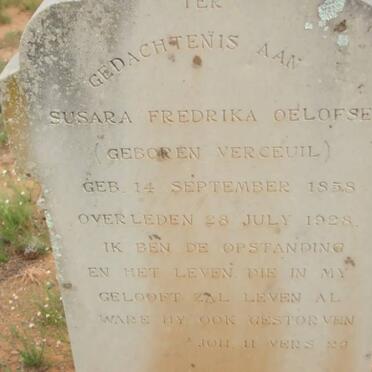 TER
GEDACHTENIS AAN
SUSARA FREDRIKA OELOFSE
(GEBOREN VERCEUIL)
GEB. 14 SEPTEMBER 1858
OVERLEDEN 28 JULY 1928.
IK BEN DE OPSTANDING
EN HET LEVEN DIE IN MY
GELOOFT ZAL LEVEN AL
WARE HY OOK GESTORVEN
JOH. 11 VERS 29